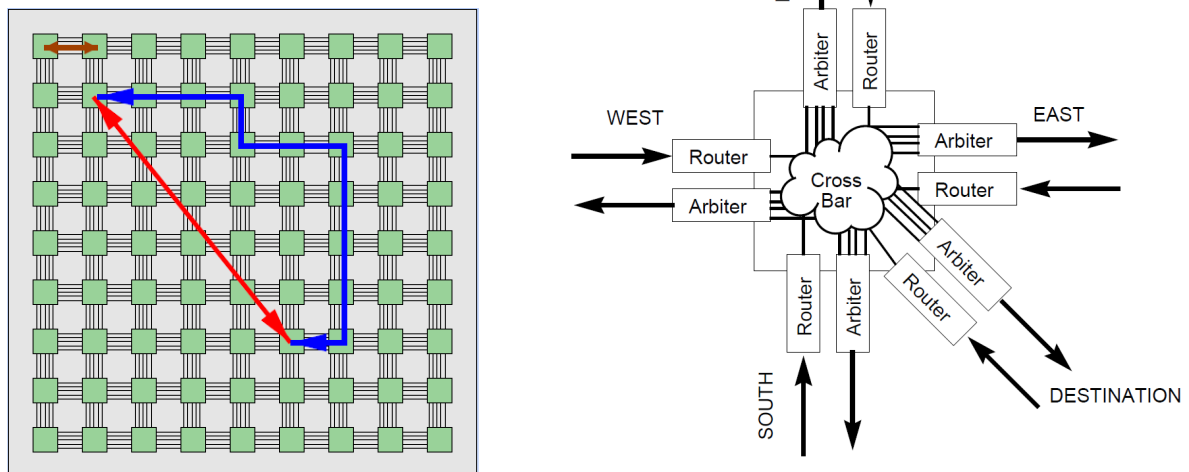 Arbiter
Router
WEST
EAST
Router
Arbiter
Cross
Bar
Arbiter
Router
Arbiter
Router
Router
Arbiter
SOUTH
DESTINATION